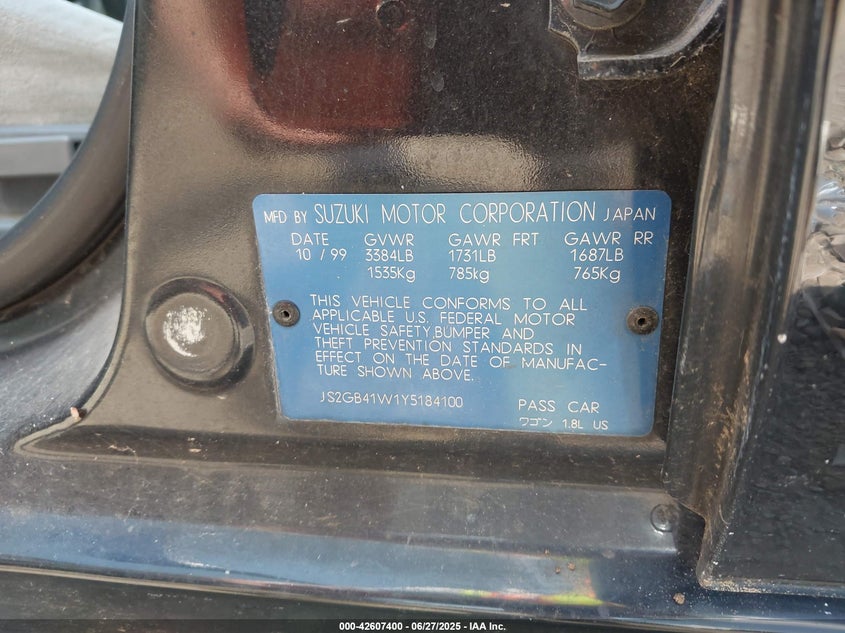 MFD BY SUZUKI MOTOR CORPORATION JAPAN
DATE GVWR GAWR FRT GAWR RR
10 / 99 3384LB 1731LB 1687LB
1535Kg 785kg 765Kg
THIS VEHICLE CONFORMS TO ALL
APPLICABLE U.S. FEDERAL MOTOR
VEHICLE SAFETY,BUMPER AND
THEFT PREVENTION STANDARDS IN
EFFECT ON THE DATE OF MANUFAC-
TURE SHOWN ABOVE.
JS2GB41W1Y5184100 PASS CAR
ワゴン 1.8L US
000-42607400 - 06/27/2025 - IAA Inc.